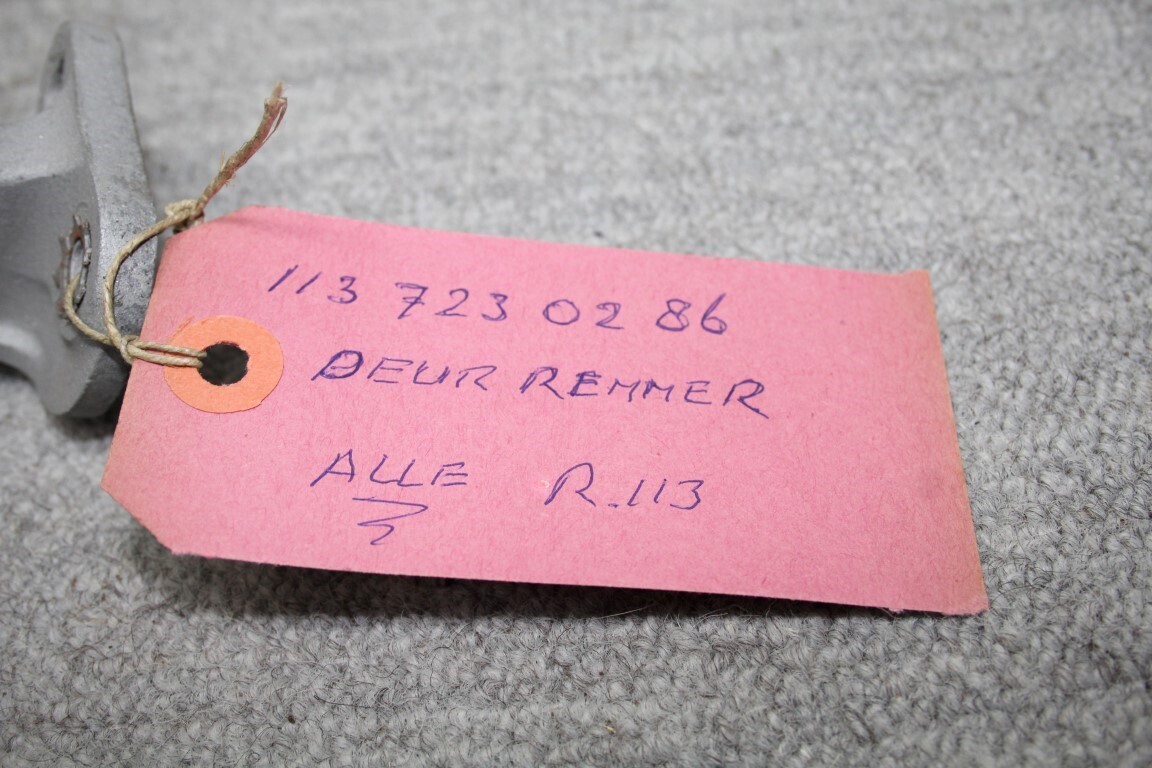 113 723 02 86
DEUR REMMER
ALLE R.113